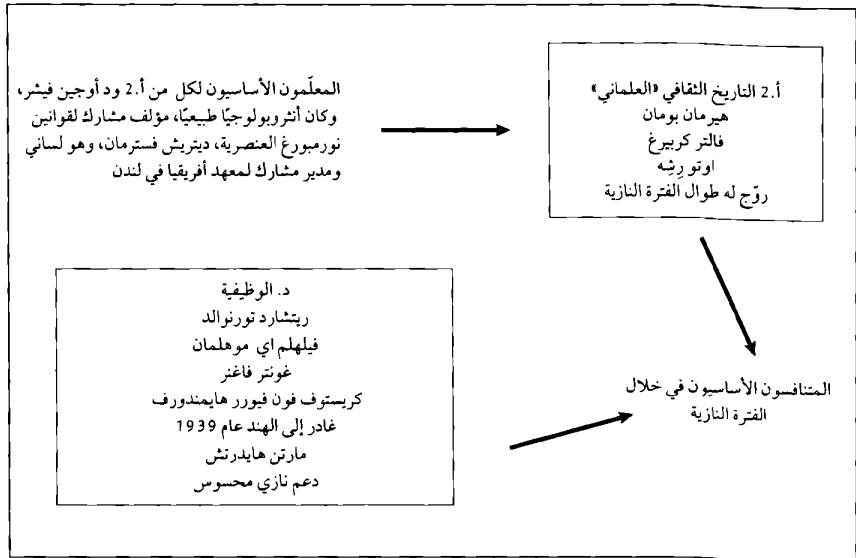 المعلّمون الأساسيون لكل من أ.2 ود أوجين فيشر،
وكان أنثروبولوجيًا طبيعيًا، مؤلف مشارك لقوانين
نورمبورغ العنصرية، ديتريش فسترمان، وهو لساني
ومدير مشارك لمعهد أفريقيا في لندن
أ.2 التاريخ الثقافي «العلماني»
هيرمان بومان
فالتر كربيرغ
اوتو رِشِه
روّج له طوال الفترة النازية
د. الوظيفية
ريتشارد تورنوالد
فيلهلم اي موهلمان
غونتر فاغنر
كريستوف فون فيورر هايمندورف
غادر إلى الهند عام 1939
مارتن هايدرتش
دعم نازي محسوس
المتنافسون الأساسيون في خلال
الفترة النازية